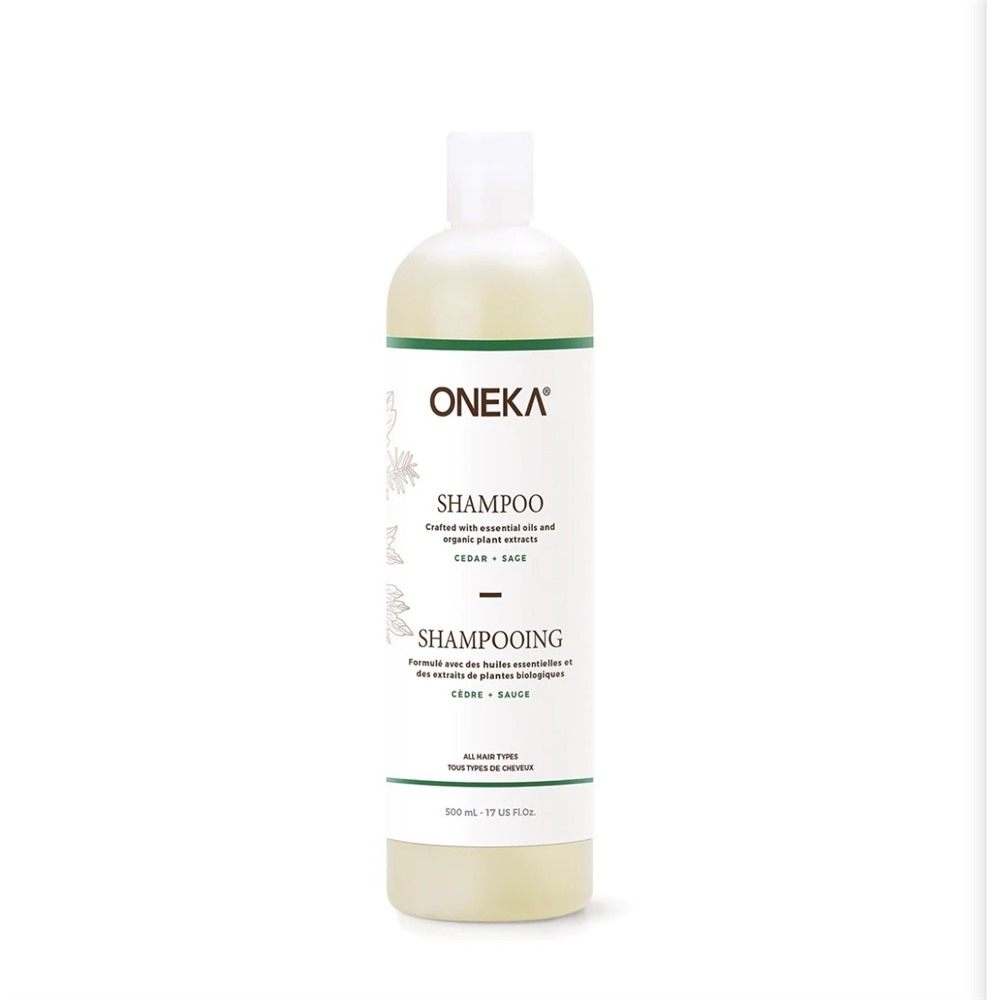 ONEKA®
SHAMPOO
Crafted with essential oils and
organic plant extracts
CEDAR + SAGE
SHAMPOOING
Formulé avec des huiles essentielles et
des extraits de plantes biologiques
CÈDRE + SAUGE
ALL HAIR TYPES
TOUS TYPES DE CHEVEUX
500 mL - 17 US Fl.Oz.